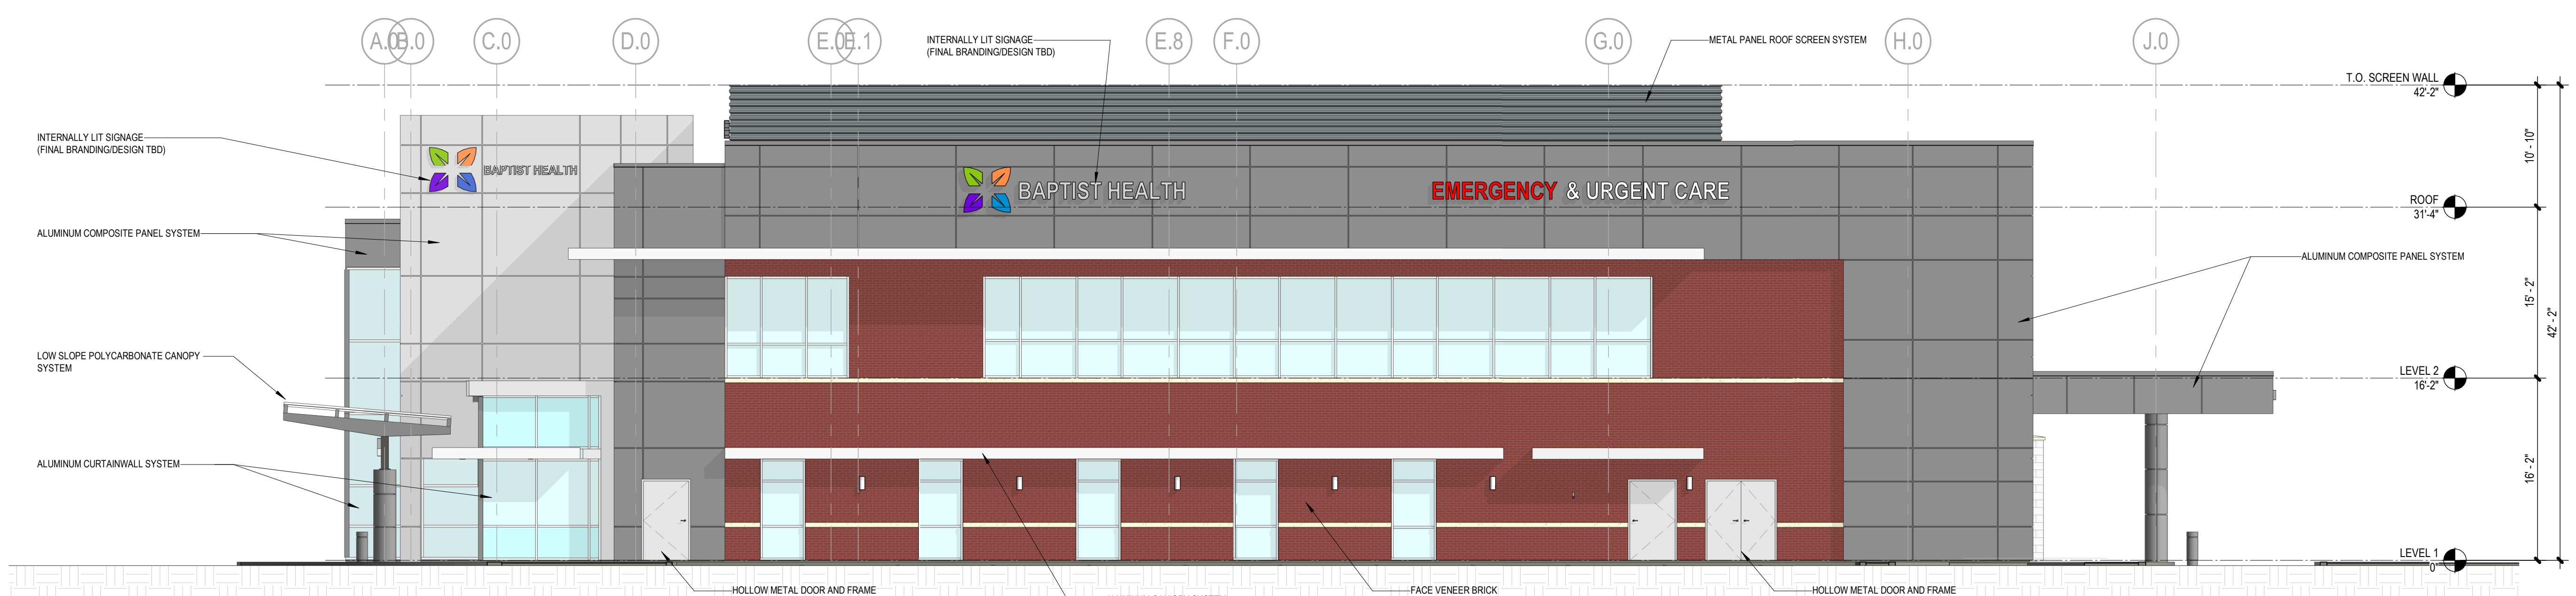 A.0
B.0
C.0
D.0
E.0
E.1
E.8
F.0
G.0
H.0
J.0
INTERNALLY LIT SIGNAGE
(FINAL BRANDING/DESIGN TBD)
METAL PANEL ROOF SCREEN SYSTEM
T.O. SCREEN WALL
42'-2"
INTERNALLY LIT SIGNAGE
(FINAL BRANDING/DESIGN TBD)
10' - 10"
BAPTIST HEALTH
BAPTIST HEALTH
EMERGENCY & URGENT CARE
ROOF
31'-4"
ALUMINUM COMPOSITE PANEL SYSTEM
ALUMINUM COMPOSITE PANEL SYSTEM
15' - 2"
42' - 2"
LOW SLOPE POLYCARBONATE CANOPY
SYSTEM
LEVEL 2
16'-2"
ALUMINUM CURTAINWALL SYSTEM
16' - 2"
LEVEL 1
0"
HOLLOW METAL DOOR AND FRAME
FACE VENEER BRICK
HOLLOW METAL DOOR AND FRAME